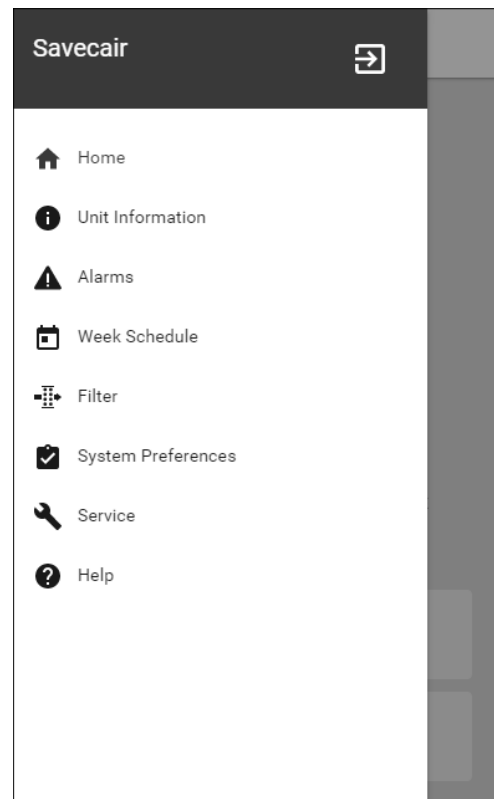 Savecair
Home
Unit Information
Alarms
Week Schedule
Filter
System Preferences
Service
Help